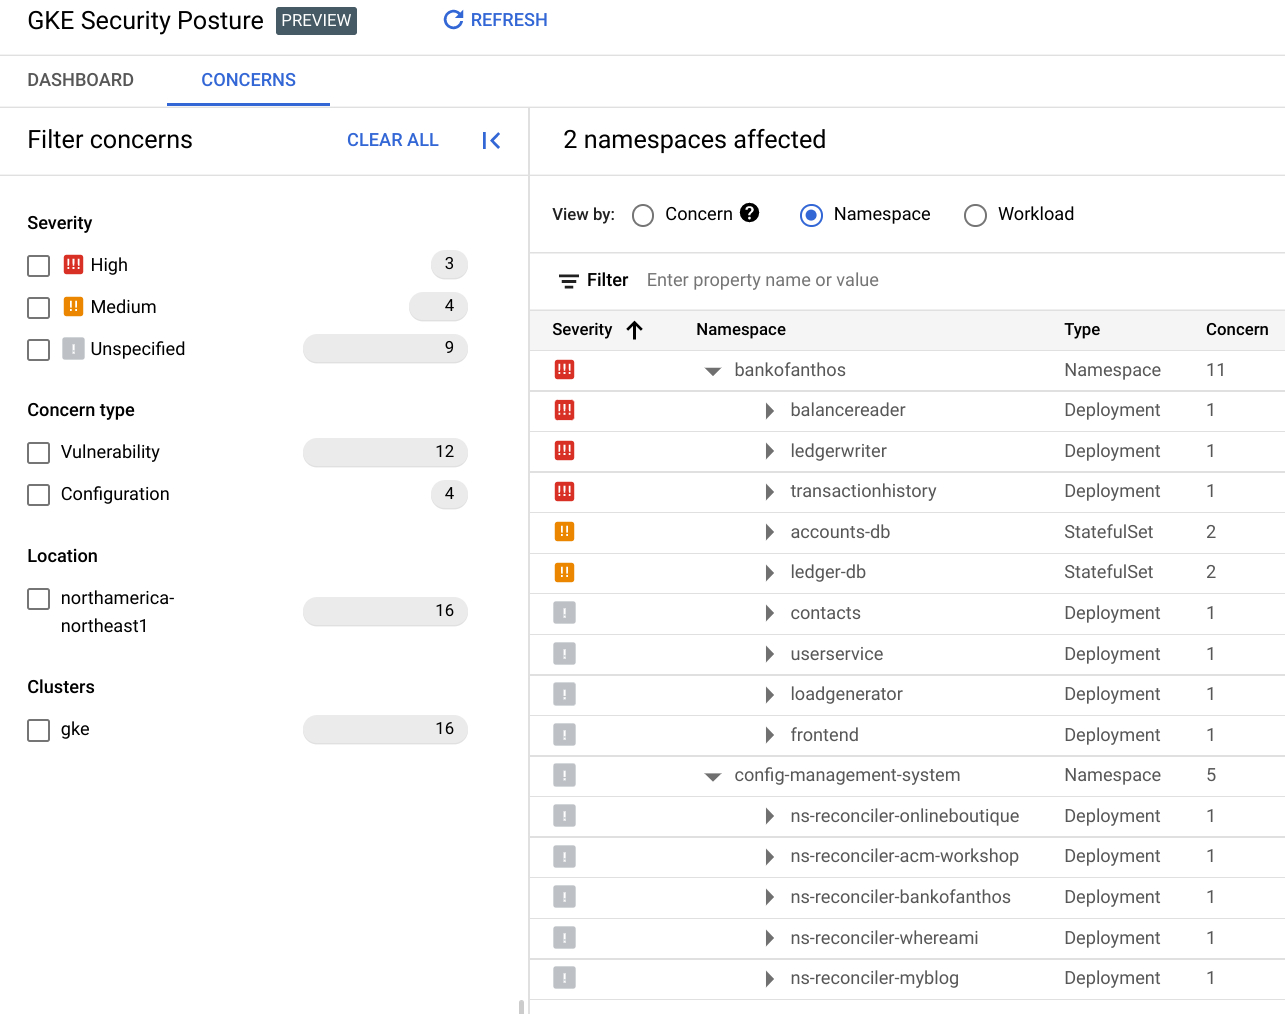 GKE Security Posture PREVIEW REFRESH
DASHBOARD CONCERNS
Filter concerns CLEAR ALL
Severity
High 3
Medium 4
Unspecified 9
Concern type
Vulnerability 12
Configuration 4
Location
northamerica-
northeast1 16
Clusters
gke 16
2 namespaces affected
View by: Concern Namespace Workload
Filter Enter property name or value
Severity Namespace Type Concern
bankofanthos Namespace 11
balancereader Deployment 1
ledgerwriter Deployment 1
transactionhistory Deployment 1
accounts-db StatefulSet 2
ledger-db StatefulSet 2
contacts Deployment 1
userservice Deployment 1
loadgenerator Deployment 1
frontend Deployment 1
config-management-system Namespace 5
ns-reconciler-onlineboutique Deployment 1
ns-reconciler-acm-workshop Deployment 1
ns-reconciler-bankofanthos Deployment 1
ns-reconciler-whereami Deployment 1
ns-reconciler-myblog Deployment 1